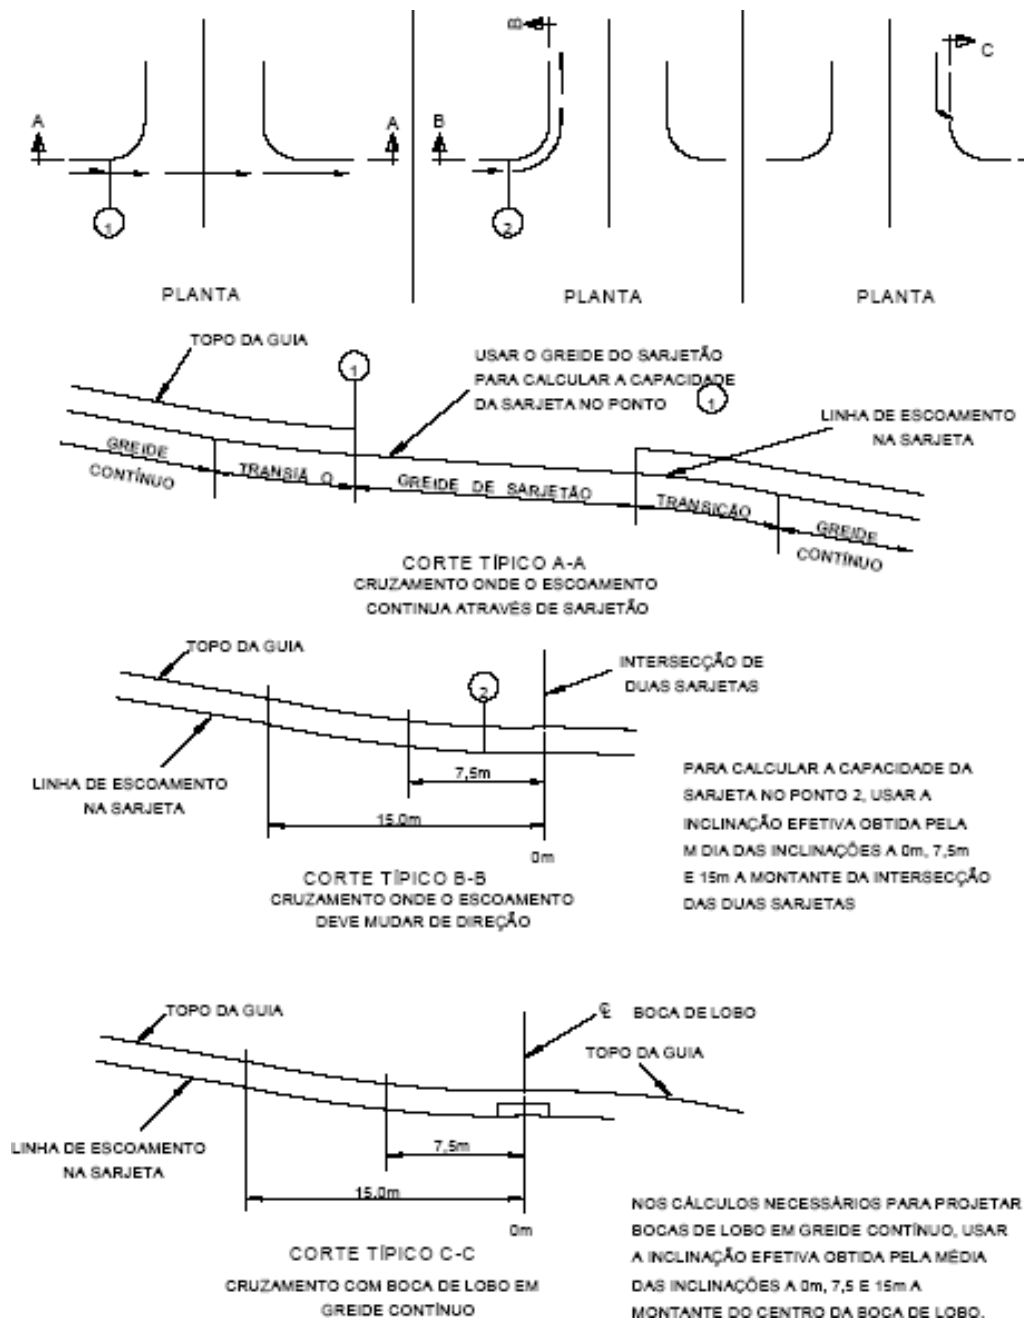 B
C
A
A
B
1
2
PLANTA
PLANTA
PLANTA
TOPO DA GUIA
1
USAR O GREIDE DO SARJETÃO
PARA CALCULAR A CAPACIDADE
DA SARJETA NO PONTO 1
LINHA DE ESCOAMENTO
NA SARJETA
GREIDE
CONTÍNUO
TRANSIÃ O
GREIDE DE SARJETÃO
TRANSIÇÃO
GREIDE
CONTÍNUO
CORTE TÍPICO A-A
CRUZAMENTO ONDE O ESCOAMENTO
CONTINUA ATRAVÉS DE SARJETÃO
TOPO DA GUIA
2
INTERSECÇÃO DE
DUAS SARJETAS
LINHA DE ESCOAMENTO
NA SARJETA
7,5m
15.0m
0m
CORTE TÍPICO B-B
CRUZAMENTO ONDE O ESCOAMENTO
DEVE MUDAR DE DIREÇÃO
PARA CALCULAR A CAPACIDADE DA
SARJETA NO PONTO 2, USAR A
INCLINAÇÃO EFETIVA OBTIDA PELA
M DIA DAS INCLINAÇÕES A 0m, 7,5m
E 15m A MONTANTE DA INTERSECÇÃO
DAS DUAS SARJETAS
TOPO DA GUIA
℄ BOCA DE LOBO
TOPO DA GUIA
LINHA DE ESCOAMENTO
NA SARJETA
7,5m
15.0m
0m
CORTE TÍPICO C-C
CRUZAMENTO COM BOCA DE LOBO EM
GREIDE CONTÍNUO
NOS CÁLCULOS NECESSÁRIOS PARA PROJETAR
BOCAS DE LOBO EM GREIDE CONTÍNUO, USAR
A INCLINAÇÃO EFETIVA OBTIDA PELA MÉDIA
DAS INCLINAÇÕES A 0m, 7,5 E 15m A
MONTANTE DO CENTRO DA BOCA DE LOBO.